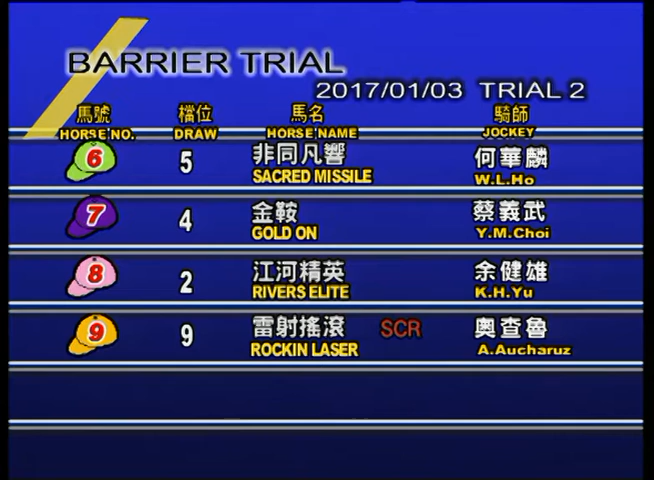 BARRIER TRIAL
2017/01/03 TRIAL 2
馬號 檔位 馬名 騎師
HORSE NO. DRAW HORSE NAME JOCKEY
6 5 非同凡響 何華麟
SACRED MISSILE W.L.Ho
7 4 金鞍 蔡義武
GOLD ON Y.M.Choi
8 2 江河精英 余健雄
RIVERS ELITE K.H.Yu
9 9 雷射搖滾 SCR 奧查魯
ROCKIN LASER A.Aucharuz